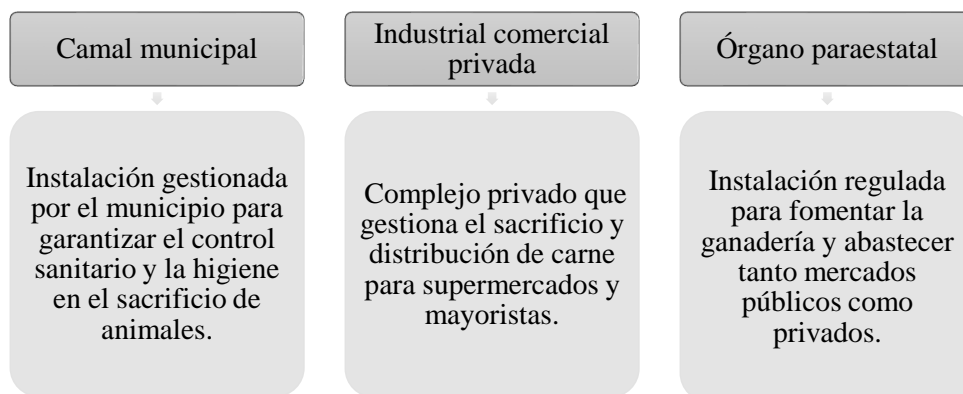 Camal municipal
Instalación gestionada
por el municipio para
garantizar el control
sanitario y la higiene
en el sacrificio de
animales.
Industrial comercial
privada
Complejo privado que
gestiona el sacrificio y
distribución de carne
para supermercados y
mayoristas.
Órgano paraestatal
Instalación regulada
para fomentar la
ganadería y abastecer
tanto mercados
públicos como
privados.